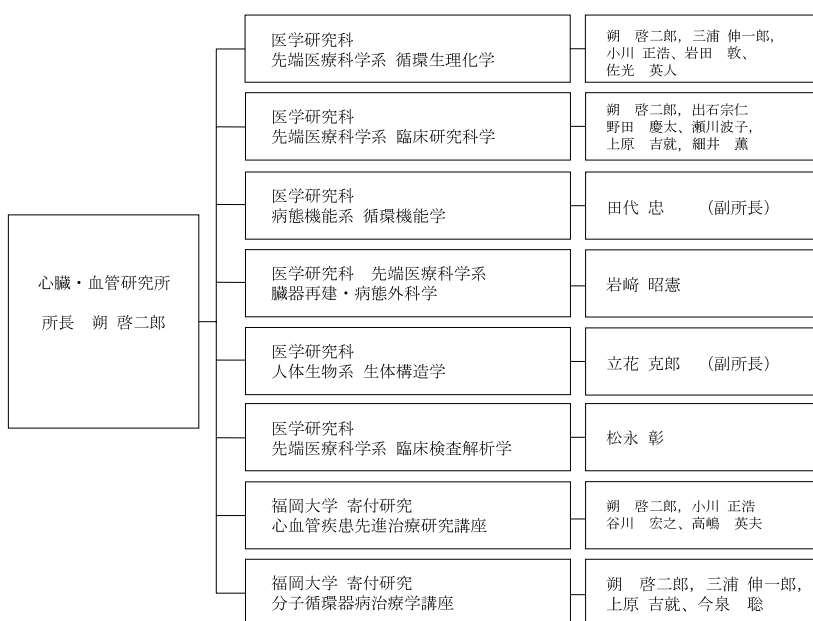 心臓・血管研究所
所長　朔 啓二郎
医学研究科
先端医療科学系 循環生理化学
朔　啓二郎, 三浦 伸一郎,
小川 正浩、岩田　敦、
佐光　英人
医学研究科
先端医療科学系 臨床研究科学
朔　啓二郎, 出石宗仁
野田　慶太、瀬川波子,
上原　吉就, 細井　薫
医学研究科
病態機能系 循環機能学
田代 忠　　（副所長）
医学研究科　先端医療科学系
臓器再建・病態外科学
岩﨑 昭憲
医学研究科
人体生物系 生体構造学
立花 克郎　（副所長）
医学研究科
先端医療科学系 臨床検査解析学
松永 彰
福岡大学 寄付研究
心血管疾患先進治療研究講座
朔　啓二郎, 小川 正浩
谷川　宏之、高嶋　英夫
福岡大学 寄付研究
分子循環器病治療学講座
朔　啓二郎, 三浦 伸一郎,
上原 吉就、今泉　聡